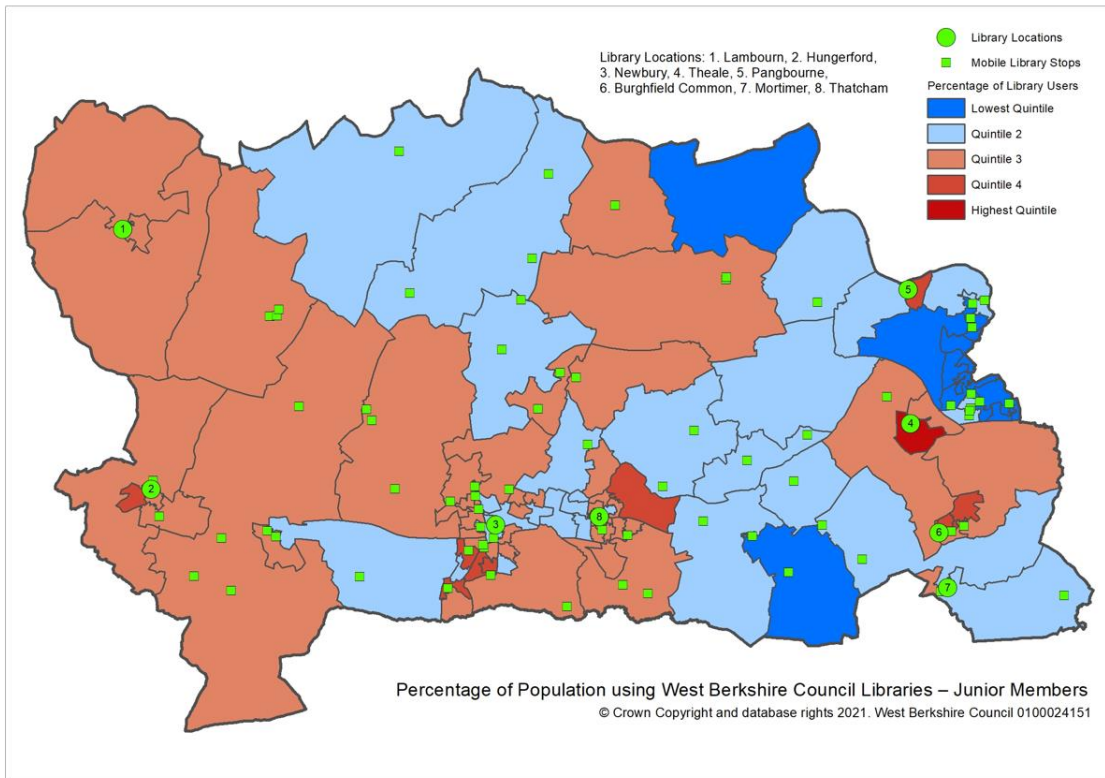 Library Locations: 1. Lambourn, 2. Hungerford,
3. Newbury, 4. Theale, 5. Pangbourne,
6. Burghfield Common, 7. Mortimer, 8. Thatcham
Library Locations
Mobile Library Stops
Percentage of Library Users
Lowest Quintile
Quintile 2
Quintile 3
Quintile 4
Highest Quintile
1
5
4
2
3
8
6
7
Percentage of Population using West Berkshire Council Libraries – Junior Members
© Crown Copyright and database rights 2021. West Berkshire Council 0100024151